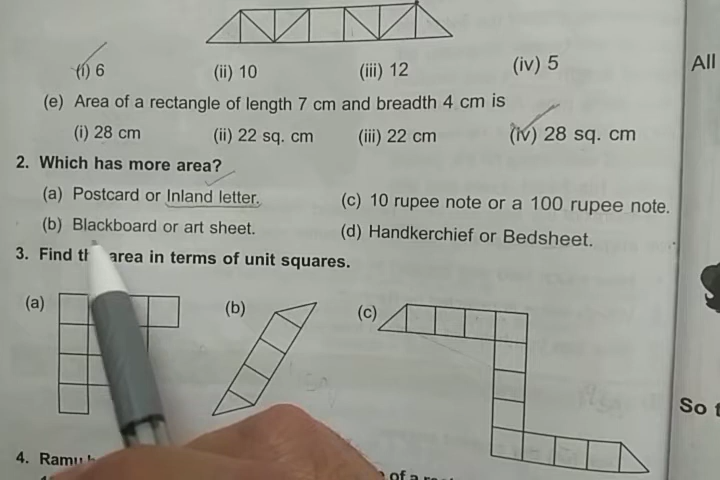 (i) 6 (ii) 10 (iii) 12 (iv) 5
All
(e) Area of a rectangle of length 7 cm and breadth 4 cm is
(i) 28 cm (ii) 22 sq. cm (iii) 22 cm (iv) 28 sq. cm
2. Which has more area?
(a) Postcard or Inland letter. (c) 10 rupee note or a 100 rupee note.
(b) Blackboard or art sheet. (d) Handkerchief or Bedsheet.
3. Find area in terms of unit squares.
(a) (b) (c)
So
4. Ramu
of a